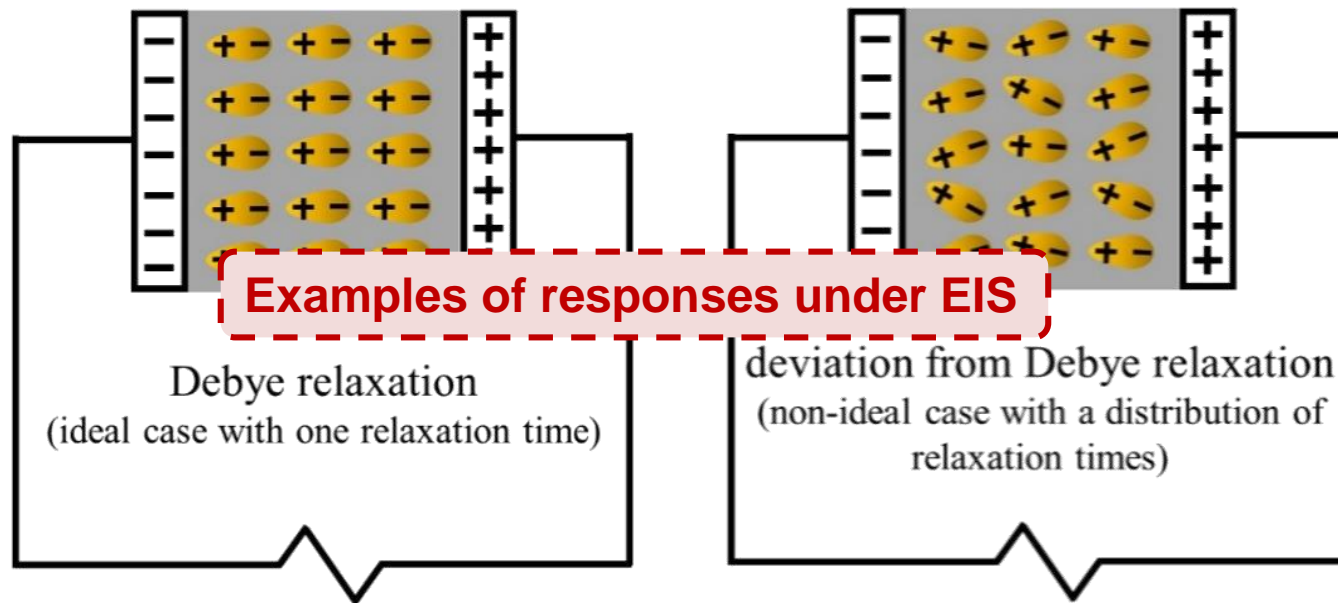 Examples of responses under EIS
Debye relaxation
(ideal case with one relaxation time)
deviation from Debye relaxation
(non-ideal case with a distribution of
relaxation times)